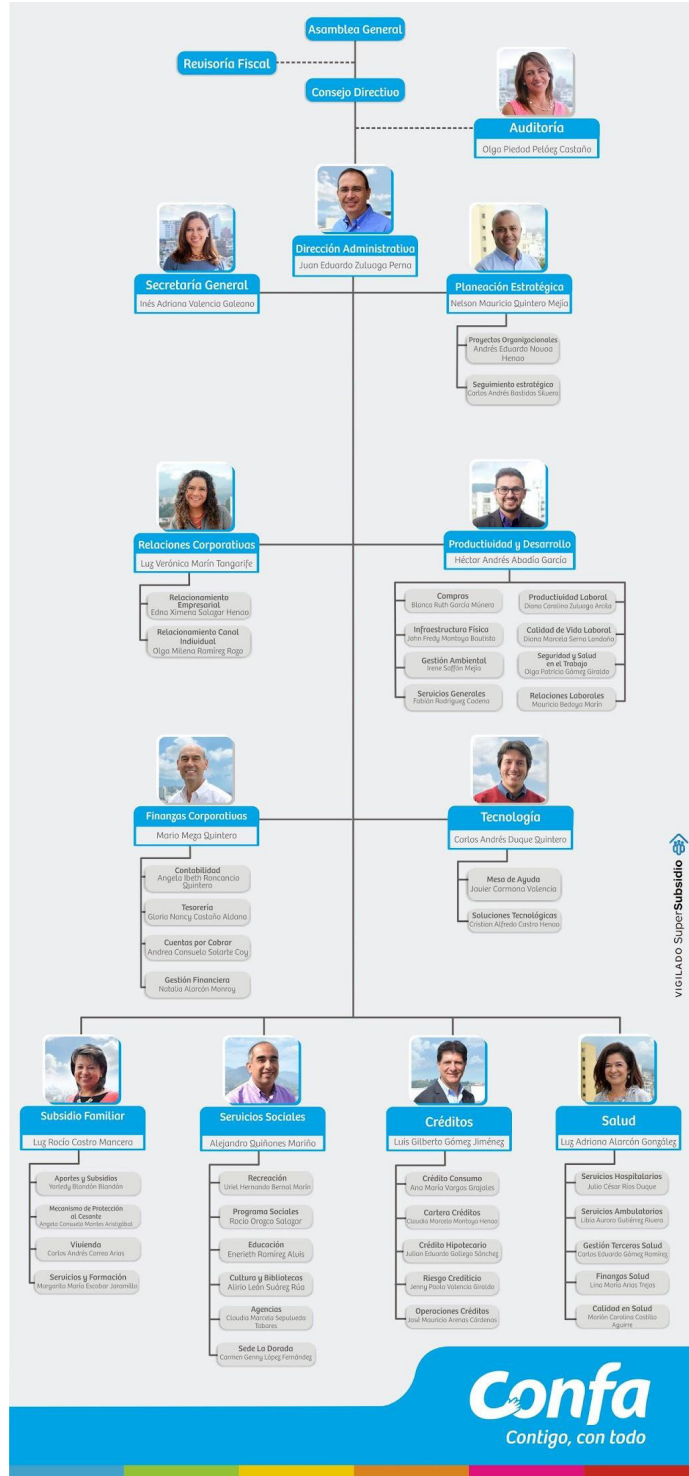 Asamblea General
Revisoría Fiscal
Consejo Directivo
Auditoría
Olga Piedad Peláez Castaño
Dirección Administrativa
Juan Eduardo Zuluaga Perna
Secretaría General
Inés Adriana Valencia Galeano
Planeación Estratégica
Nelson Mauricio Quintero Mejía
Proyectos Organizacionales
Andrés Eduardo Novoa
Henao
Seguimiento estratégico
Carlos Andrés Bastidas Silvera
Relaciones Corporativas
Luz Verónica Marín Tangarife
Relacionamiento
Empresarial
Edna Ximena Salazar Henao
Relacionamiento Canal
Individual
Olga Milena Ramírez Raza
Productividad y Desarrollo
Héctor Andrés Abadía García
Compras
Blanca Ruth García Múnera
Infraestructura Física
John Fredy Montoya Bautista
Gestión Ambiental
Irene Saffón Mejía
Servicios Generales
Fabián Rodríguez Cadena
Productividad Laboral
Diana Carolina Zuluaga Arcila
Calidad de Vida Laboral
Diana Marcela Serna Londoño
Seguridad y Salud
en el Trabajo
Olga Patricia Gómez Giraldo
Relaciones Laborales
Mauricio Bedoya Marín
Finanzas Corporativas
Mario Meza Quintero
Contabilidad
Angela Ibeth Roncancio
Quintero
Tesorería
Gloria Nancy Castaño Aldana
Cuentas por Cobrar
Andrea Consuelo Solarte Coy
Gestión Financiera
Natalia Alarcón Monroy
Tecnología
Carlos Andrés Duque Quintero
Mesa de Ayuda
Javier Carmona Valencia
Soluciones Tecnológicas
Cristian Alfredo Castro Henao
VIGILADO SuperSubsidio
Subsidio Familiar
Luz Rocío Castro Mancera
Aportes y Subsidios
Yoriedy Blandón Blandón
Mecanismo de Protección
al Cesante
Angela Consuelo Montes Aristizábal
Vivienda
Carlos Andrés Correa Arias
Servicios y Formación
Margarita María Escobar Jaramillo
Servicios Sociales
Alejandro Quiñones Mariño
Recreación
Uriel Hernando Bernal Marín
Programa Sociales
Rocío Orozco Salazar
Educación
Enerieth Ramírez Alvis
Cultura y Bibliotecas
Alirio León Suárez Rúa
Agencias
Claudia Marcela Sepulveda
Tabares
Sede La Dorada
Carmen Genny López Fernández
Créditos
Luis Gilberto Gómez Jiménez
Crédito Consumo
Ana María Vargas Grajales
Cartera Créditos
Claudia Marcela Montoya Henao
Crédito Hipotecario
Julian Eduardo Gallego Sánchez
Riesgo Crediticio
Jenny Paola Valencia Giraldo
Operaciones Créditos
José Mauricio Arenas Cárdenas
Salud
Luz Adriana Alarcón González
Servicios Hospitalarios
Julio César Ríos Duque
Servicios Ambulatorios
Libia Aurora Gutiérrez Rivera
Gestión Terceros Salud
Carlos Eduardo Gómez Ramírez
Finanzas Salud
Lina María Arias Trejos
Calidad en Salud
Marión Carolina Castillo
Aguirre
Confa
Contigo, con todo